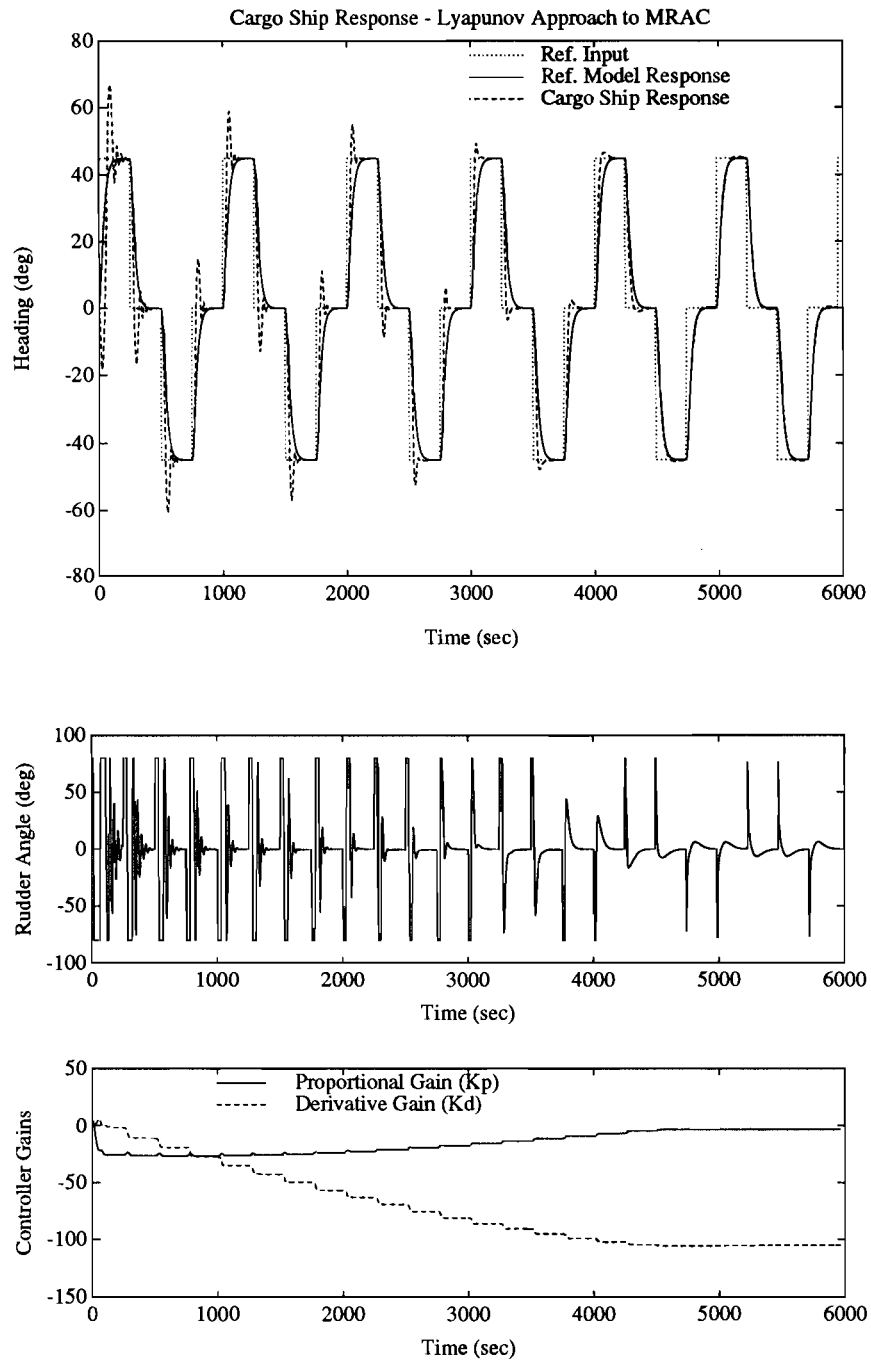 Cargo Ship Response - Lyapunov Approach to MRAC
80
60
40
20
0
-20
-40
-60
-80
Heading (deg)
Ref. Input
Ref. Model Response
Cargo Ship Response
0 1000 2000 3000 4000 5000 6000
Time (sec)
100
50
0
-50
-100
Rudder Angle (deg)
0 1000 2000 3000 4000 5000 6000
Time (sec)
50
0
-50
-100
-150
Controller Gains
Proportional Gain (Kp)
Derivative Gain (Kd)
0 1000 2000 3000 4000 5000 6000
Time (sec)